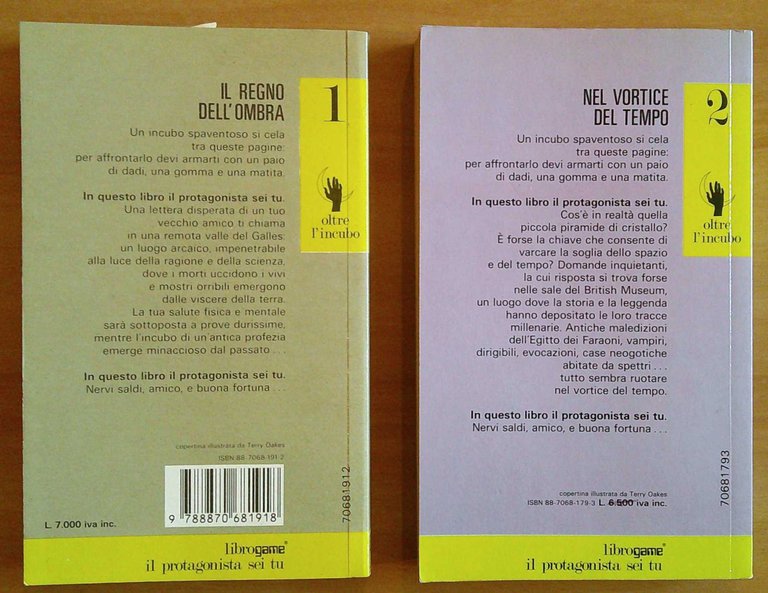 IL REGNO
DELL'OMBRA
1
Un incubo spaventoso si cela
tra queste pagine:
per affrontarlo devi armarti con un paio
di dadi, una gomma e una matita.
oltre
l'incubo
In questo libro il protagonista sei tu.
Una lettera disperata di un tuo
vecchio amico ti chiama
in una remota valle del Galles:
un luogo arcaico, impenetrabile
alla luce della ragione e della scienza,
dove i morti uccidono i vivi
e mostri orribili emergono
dalle viscere della terra.
La tua salute fisica e mentale
sarà sottoposta a prove durissime,
mentre l'incubo di un'antica profezia
emerge minaccioso dal passato . . .
In questo libro il protagonista sei tu.
Nervi saldi, amico, e buona fortuna . . .
copertina illustrata da Terry Oakes
ISBN 88-7068-191-2
9 788870 681918
70681912
L. 7.000 iva inc.
librogame®
il protagonista sei tu
NEL VORTICE
DEL TEMPO
2
Un incubo spaventoso si cela
tra queste pagine:
per affrontarlo devi armarti con un paio
di dadi, una gomma e una matita.
oltre
l'incubo
In questo libro il protagonista sei tu.
Cos'è in realtà quella
piccola piramide di cristallo?
È forse la chiave che consente di
varcare la soglia dello spazio
e del tempo? Domande inquietanti,
la cui risposta si trova forse
nelle sale del British Museum,
un luogo dove la storia e la leggenda
hanno depositato le loro tracce
millenarie. Antiche maledizioni
dell'Egitto dei Faraoni, vampiri,
dirigibili, evocazioni, case neogotiche
abitate da spettri . . .
tutto sembra ruotare
nel vortice del tempo.
In questo libro il protagonista sei tu.
Nervi saldi, amico, e buona fortuna . . .
copertina illustrata da Terry Oakes
ISBN 88-7068-179-3 L. 6.500 iva inc.
70681793
librogame®
il protagonista sei tu